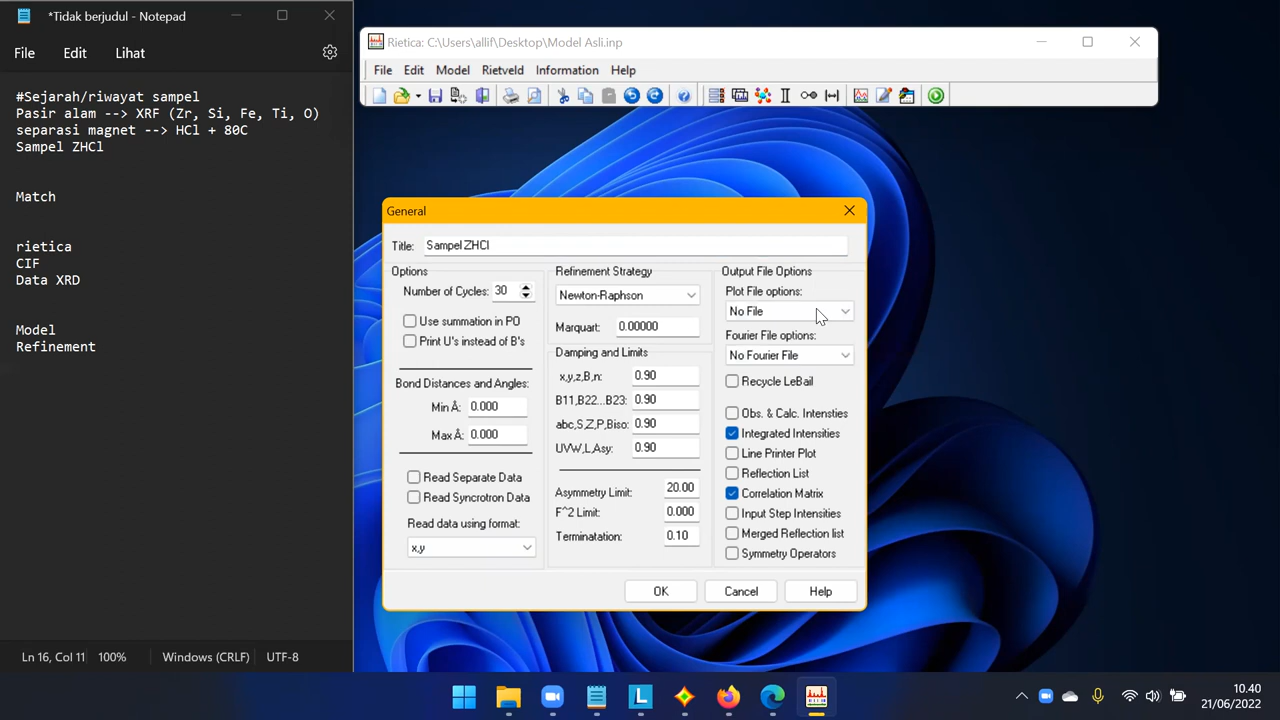 *Tidak berjudul - Notepad
File Edit Lihat
#Sejarah/riwayat sampel
Pasir alam --> XRF (Zr, Si, Fe, Ti, O)
separasi magnet --> HCl + 80C
Sampel ZHCl
Match
rietica
CIF
Data XRD
Model
Refinement
Ln 16, Col 11 100% Windows (CRLF) UTF-8
Rietica: C:\Users\allif\Desktop\Model Asli.inp
File Edit Model Rietveld Information Help
General
Title: Sampel ZHCl
Options
Number of Cycles: 30
Use summation in PO
Print U's instead of B's
Bond Distances and Angles:
Min Å: 0.000
Max Å: 0.000
Read Separate Data
Read Syncrotron Data
Read data using format:
x,y
Refinement Strategy
Newton-Raphson
Marquart: 0.00000
Damping and Limits
x,y,z,B,n: 0.90
B11,B22...B23: 0.90
abc,S,Z,P,Biso: 0.90
UVW,L,Asy: 0.90
Asymmetry Limit: 20.00
F^2 Limit: 0.000
Terminatation: 0.10
Output File Options
Plot File options:
No File
Fourier File options:
No Fourier File
Recycle LeBail
Obs. & Calc. Intensties
Integrated Intensities
Line Printer Plot
Reflection List
Correlation Matrix
Input Step Intensities
Merged Reflection list
Symmetry Operators
OK Cancel Help
10.40
21/06/2022